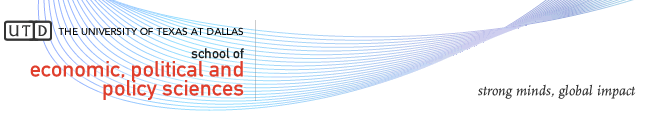 UTD THE UNIVERSITY OF TEXAS AT DALLAS
school of
economic, political and
policy sciences
strong minds, global impact